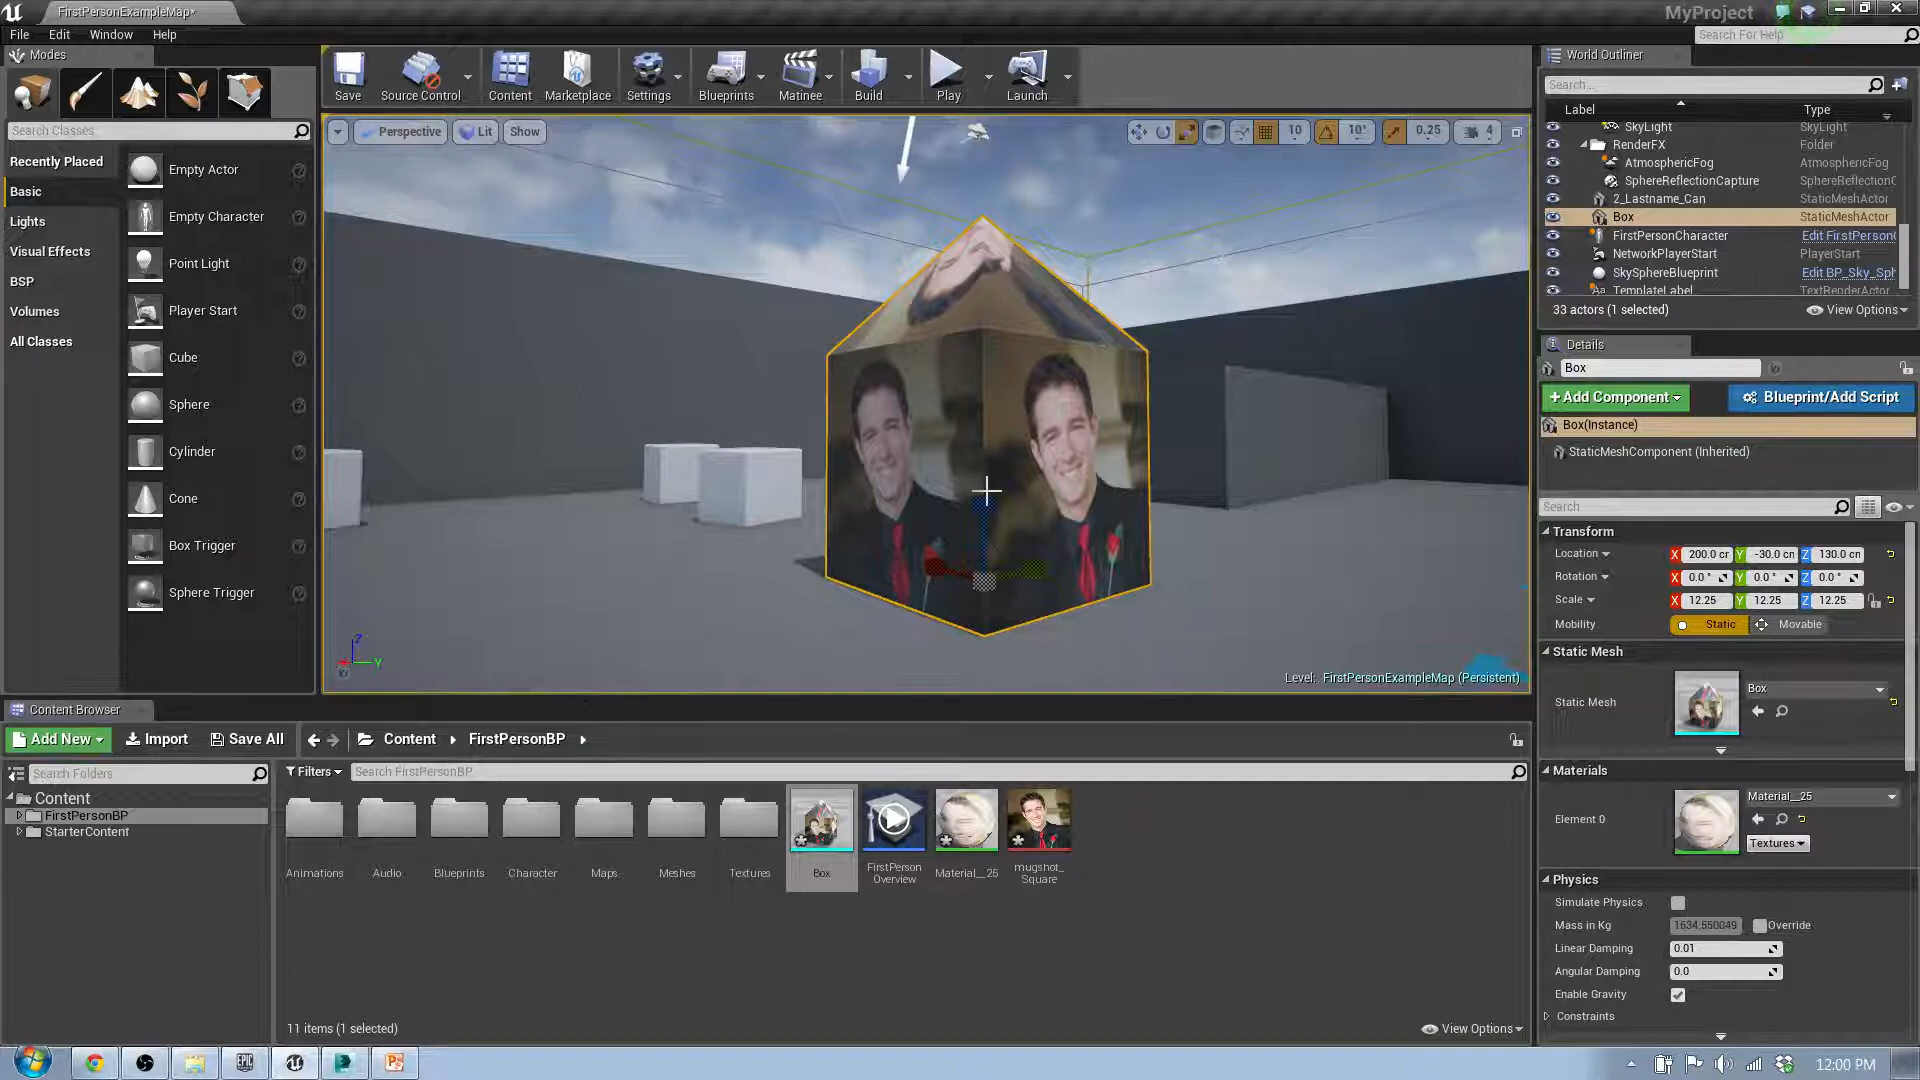 FirstPersonExampleMap*
MyProject
File Edit Window Help
Search For Help
Modes
Save Source Control Content Marketplace Settings Blueprints Matinee Build Play Launch
Search Classes
Recently Placed
Basic
Lights
Visual Effects
BSP
Volumes
All Classes
Empty Actor
Empty Character
Point Light
Player Start
Cube
Sphere
Cylinder
Cone
Box Trigger
Sphere Trigger
Perspective Lit Show
10 10° 0.25 4
Z
Y
Level: FirstPersonExampleMap (Persistent)
World Outliner
Search...
Label Type
SkyLight SkyLight
RenderFX Folder
AtmosphericFog AtmosphericFog
SphereReflectionCapture SphereReflectionC
2_Lastname_Can StaticMeshActor
Box StaticMeshActor
FirstPersonCharacter Edit FirstPerson
NetworkPlayerStart PlayerStart
SkySphereBlueprint Edit BP_Sky_Sph
TemplateLabel TextRenderActor
33 actors (1 selected) View Options
Details
Box
+Add Component Blueprint/Add Script
Box(Instance)
StaticMeshComponent (Inherited)
Search
Transform
Location X 200.0 cr Y -30.0 cr Z 130.0 cr
Rotation X 0.0 ° Y 0.0 ° Z 0.0 °
Scale X 12.25 Y 12.25 Z 12.25
Mobility Static Movable
Static Mesh
Static Mesh Box
Materials
Element 0 Material__25
Textures
Physics
Simulate Physics
Mass in Kg 1634.550049 Override
Linear Damping 0.01
Angular Damping 0.0
Enable Gravity
Constraints
Content Browser
Add New Import Save All Content FirstPersonBP
Search Folders
Content
FirstPersonBP
StarterContent
Filters Search FirstPersonBP
Animations Audio Blueprints Character Maps Meshes Textures Box FirstPerson Overview Material__25 mugsnot_ Square
11 items (1 selected) View Options
EPIC
12:00 PM